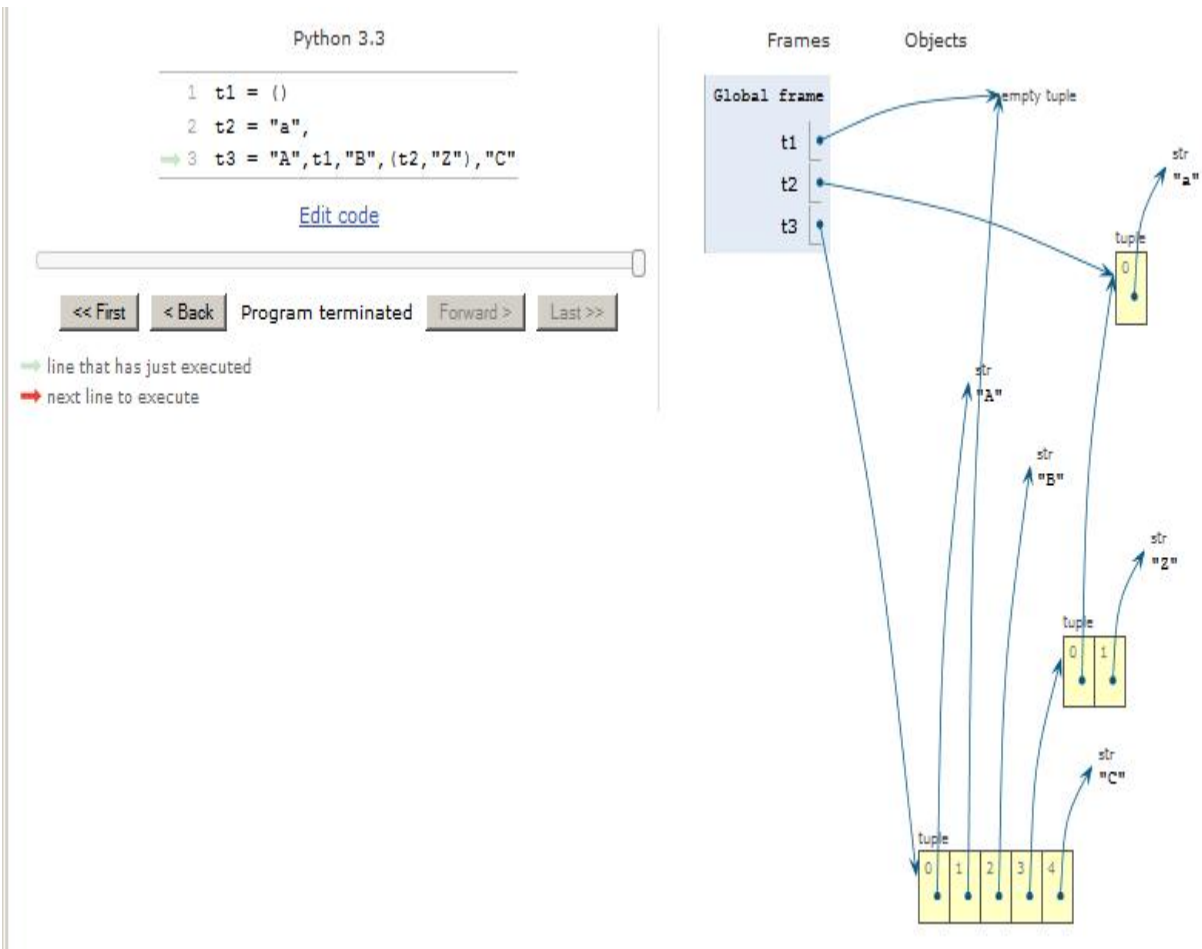 Python 3.3
1 t1 = ()
2 t2 = "a",
3 t3 = "A",t1,"B",(t2,"Z"),"C"
Edit code
<< First < Back Program terminated Forward > Last >>
line that has just executed
next line to execute
Frames Objects
Global frame
t1
t2
t3
empty tuple
str
"a"
tuple
0
str
"A"
str
"B"
str
"Z"
tuple
0 1
str
"C"
tuple
0 1 2 3 4